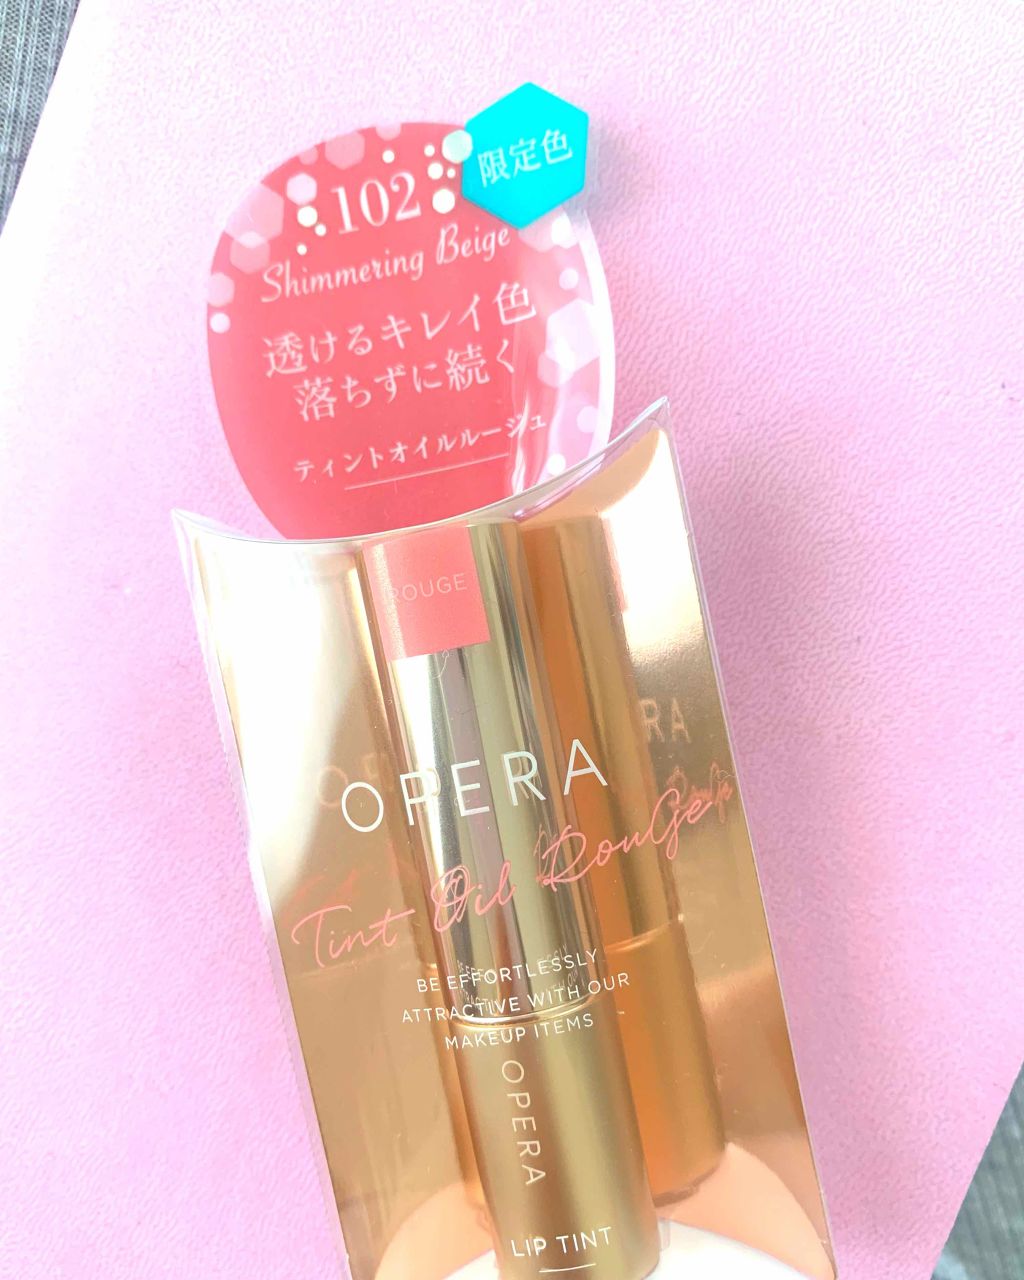 限定色
102
Shimmering Beige
透けるキレイ色
落ちずに続く
ティントオイルルージュ
ROUGE
OPERA
Tint Oil Rouge
BE EFFORTLESSLY
ATTRACTIVE WITH OUR
MAKEUP ITEMS
OPERA
LIP TINT